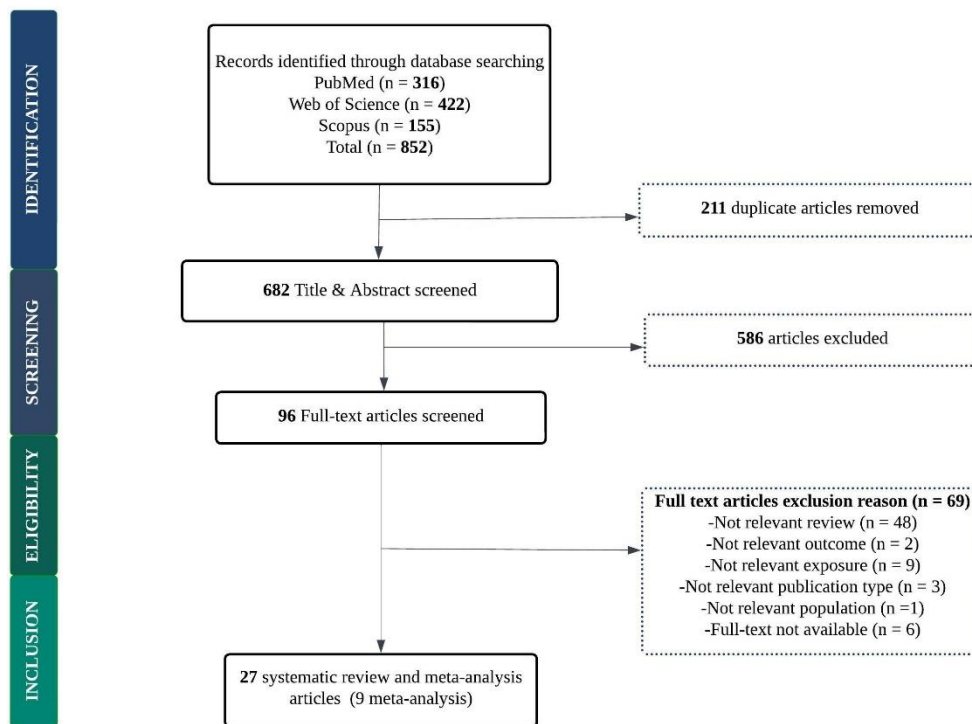 IDENTIFICATION
Records identified through database searching
PubMed (n = 316)
Web of Science (n = 422)
Scopus (n = 155)
Total (n = 852)
211 duplicate articles removed
SCREENING
682 Title & Abstract screened
586 articles excluded
96 Full-text articles screened
ELIGIBILITY
Full text articles exclusion reason (n = 69)
-Not relevant review (n = 48)
-Not relevant outcome (n = 2)
-Not relevant exposure (n = 9)
-Not relevant publication type (n = 3)
-Not relevant population (n =1)
-Full-text not available (n = 6)
INCLUSION
27 systematic review and meta-analysis
articles (9 meta-analysis)